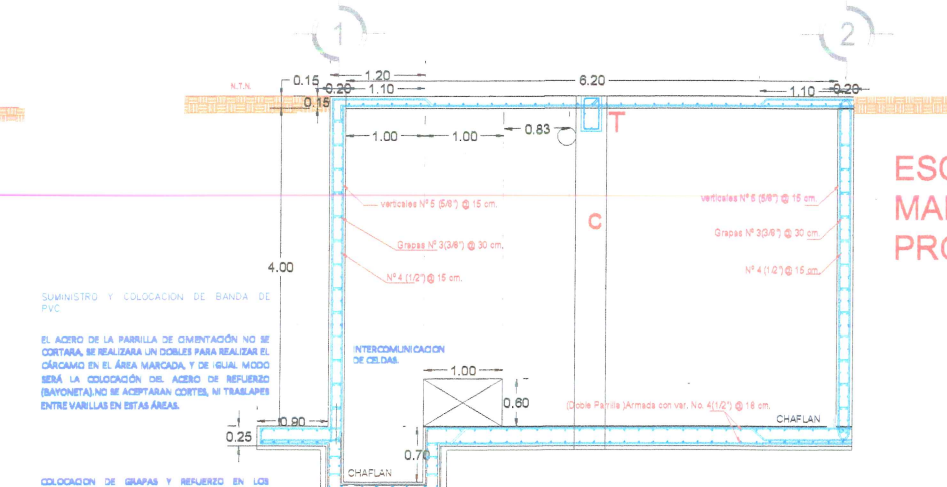 1
2
N.T.N.
0.15
1.20
6.20
0.20
1.10
1.10
0.20
0.15
1.00
1.00
0.83
T
ESC
MA
PRO
verticales Nº 5 (5/8") @ 15 cm.
verticales Nº 5 (5/8") @ 15 cm.
C
Grapas Nº 3(3/8") @ 30 cm.
Grapas Nº 3(3/8") @ 30 cm.
4.00
Nº 4 (1/2") @ 15 cm.
Nº 4 (1/2") @ 15 cm.
SUMINISTRO Y COLOCACIÓN DE BANDA DE
PVC
EL ACERO DE LA PARRILLA DE CIMENTACIÓN NO SE
CORTARA, SE REALIZARA UN DOBLES PARA REALIZAR EL
CÁRCAMO EN EL ÁREA MARCADA, Y DE IGUAL MODO
SERÁ LA COLOCACIÓN DEL ACERO DE REFUERZO
(BAYONETA).NO SE ACEPTARAN CORTES, NI TRASLAPES
ENTRE VARILLAS EN ESTAS ÁREAS.
INTERCOMUNICACION
DE CELDAS.
1.00
0.60
(Doble Parrilla )Armada con var. No. 4(1/2") @ 18 cm.
0.90
CHAFLAN
0.25
0.70
CHAFLAN
COLOCACION DE GRAPAS Y REFUERZO EN LOS